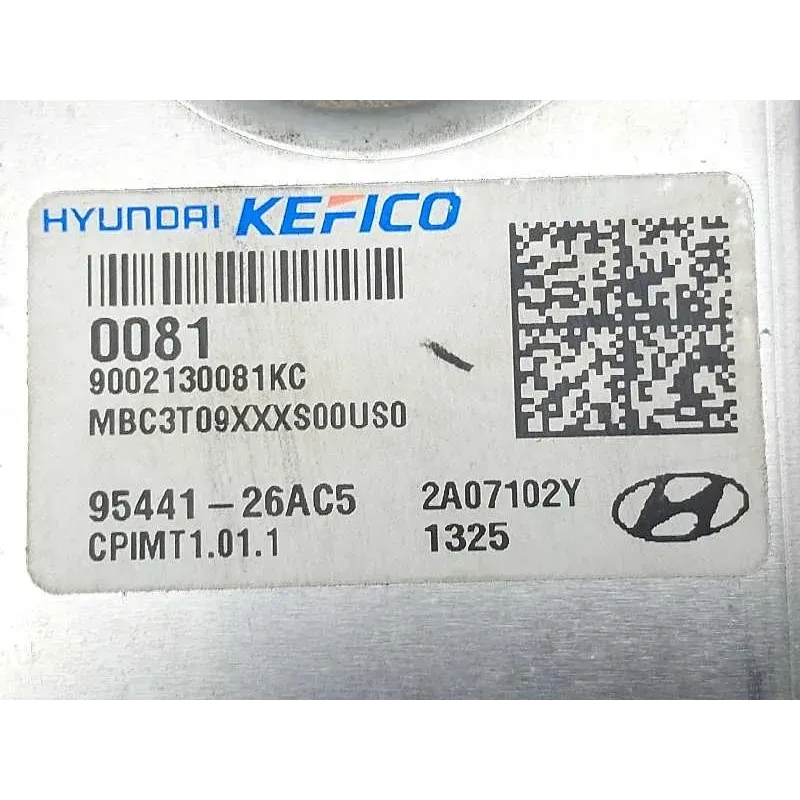 HYUNDAI KEFICO
0081
9002130081KC
MBC3T09XXXS00US0
95441-26AC5 2A07102Y
CPIMT1.01.1 1325